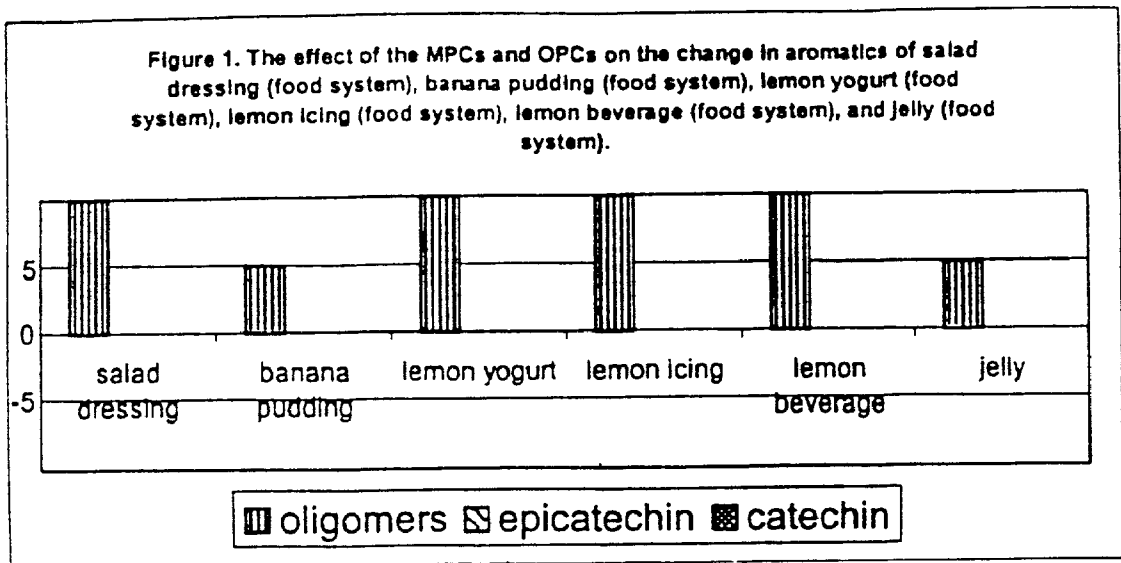 Figure 1. The effect of the MPCs and OPCs on the change in aromatics of salad
dressing (food system), banana pudding (food system), lemon yogurt (food
system), lemon icing (food system), lemon beverage (food system), and jelly (food
system).
5
0
-5
salad dressing
banana pudding
lemon yogurt
lemon icing
lemon beverage
jelly
oligomers epicatechin catechin